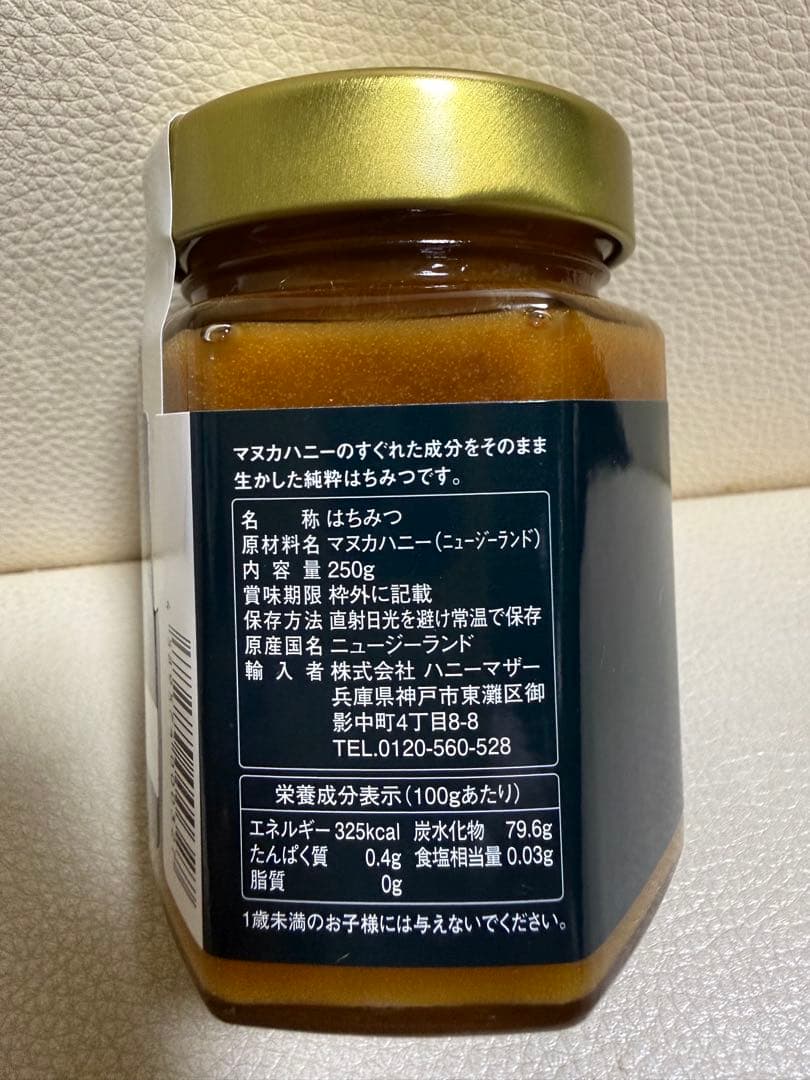 マヌカハニーのすぐれた成分をそのまま
生かした純粋はちみつです。
名 称 はちみつ
原材料名 マヌカハニー(ニュージーランド)
内容量 250g
賞味期限 枠外に記載
保存方法 直射日光を避け常温で保存
原産国名 ニュージーランド
輸入者 株式会社 ハニーマザー
兵庫県神戸市東灘区御
影中町4丁目8-8
TEL.0120-560-528
栄養成分表示(100gあたり)
エネルギー 325kcal 炭水化物 79.6g
たんぱく質 0.4g 食塩相当量 0.03g
脂質 0g
1歳未満のお子様には与えないでください。